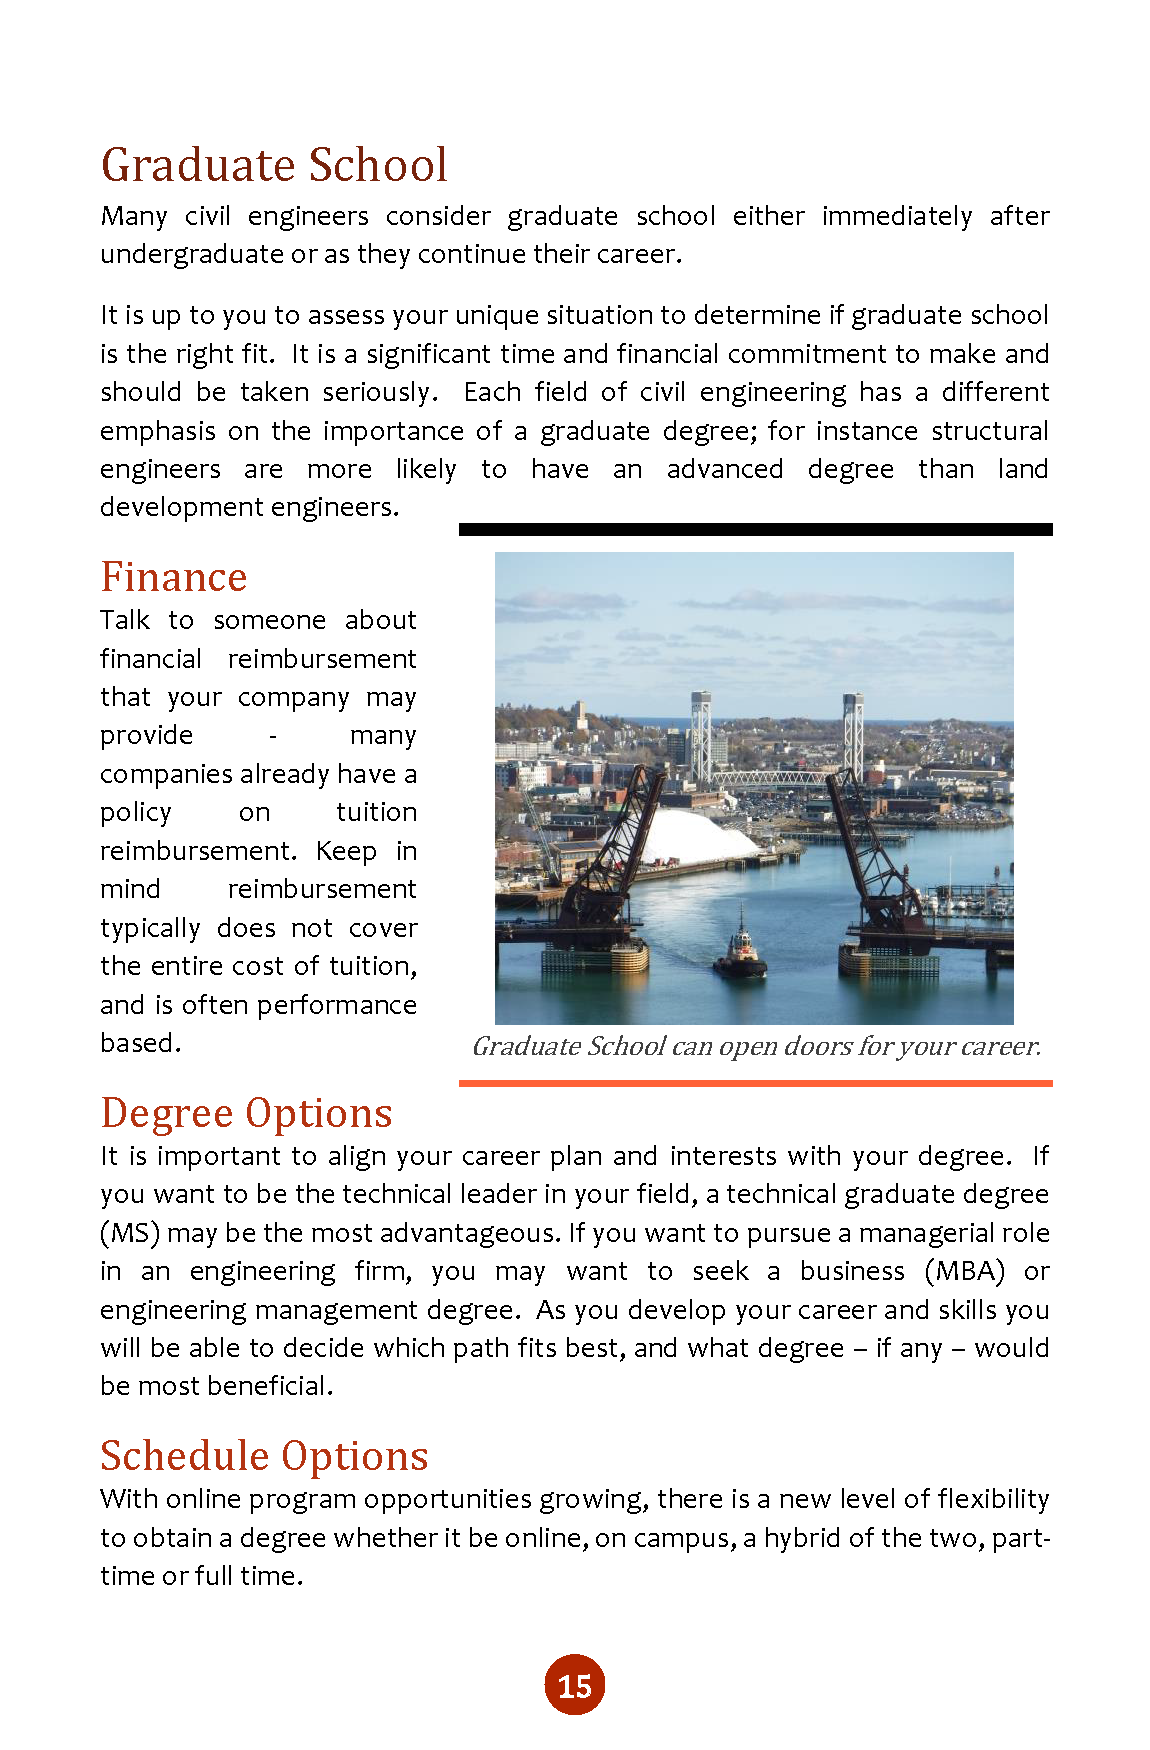 Graduate School
Many civil engineers consider graduate school either immediately after
undergraduate or as they continue their career.
It is up to you to assess your unique situation to determine if graduate school
is the right fit.  It is a significant time and financial commitment to make and
should be taken seriously.  Each field of civil engineering has a different
emphasis on the importance of a graduate degree; for instance structural
engineers are more likely to have an advanced degree than land
development engineers.
Finance
Talk to someone about
financial reimbursement
that your company may
provide - many
companies already have a
policy on tuition
reimbursement. Keep in
mind reimbursement
typically does not cover
the entire cost of tuition,
and is often performance
based.
Graduate School can open doors for your career.
Degree Options
It is important to align your career plan and interests with your degree.  If
you want to be the technical leader in your field, a technical graduate degree
(MS) may be the most advantageous. If you want to pursue a managerial role
in an engineering firm, you may want to seek a business (MBA) or
engineering management degree.  As you develop your career and skills you
will be able to decide which path fits best, and what degree – if any – would
be most beneficial.
Schedule Options
With online program opportunities growing, there is a new level of flexibility
to obtain a degree whether it be online, on campus, a hybrid of the two, part-
time or full time.
15